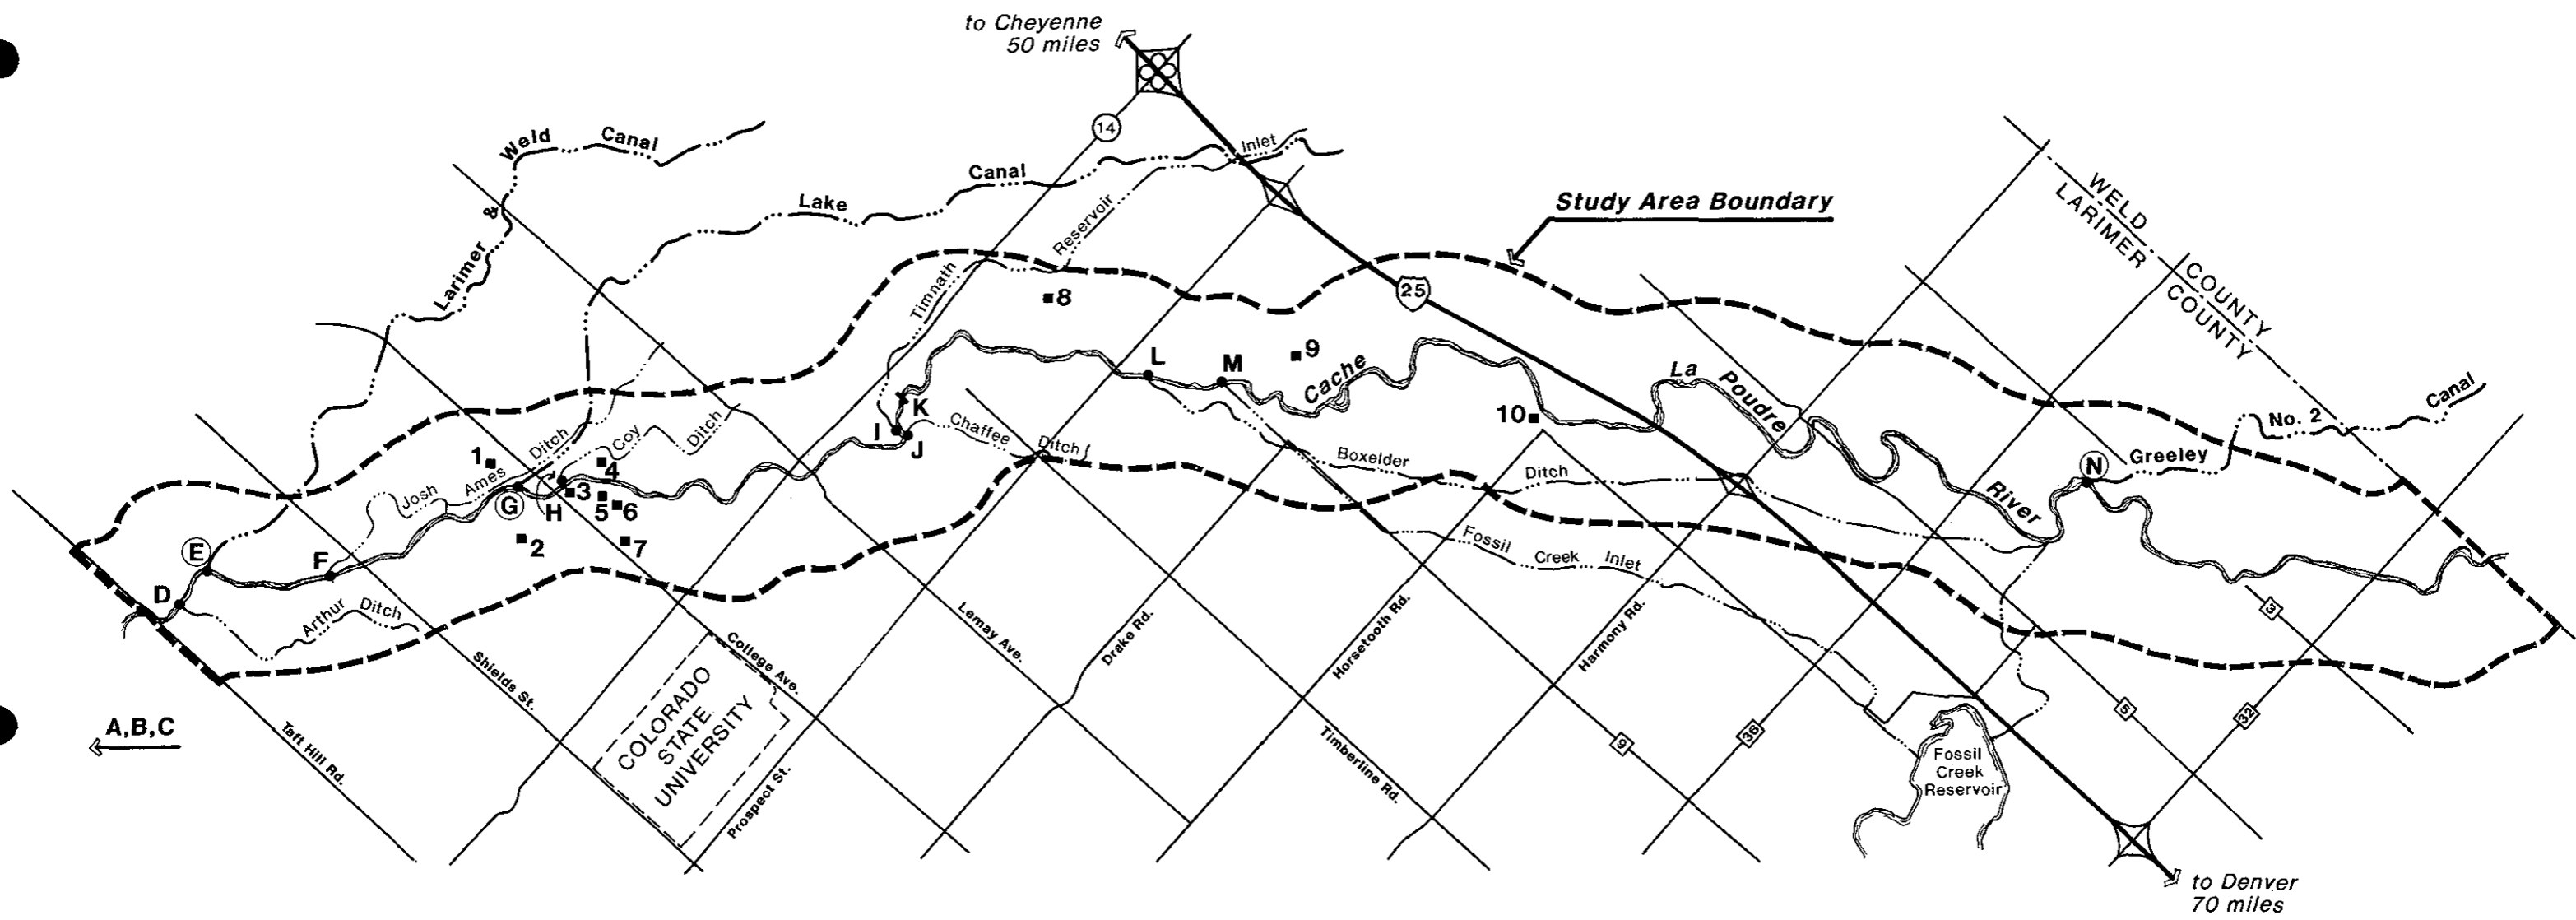 to Cheyenne
50 miles
14
Inlet
Weld Canal
&
Larimer
Canal
Lake
Reservoir
Timnath
Study Area Boundary
WELD COUNTY
LARIMER COUNTY
25
8
L
M
9
Cache
La
Poudre
River
10
K
I
J
Chaffee
Ditch
Boxelder
Ditch
No. 2
Canal
Greeley
N
1
Josh
Ames
Ditch
Coy
Ditch
4
3
G
H
5
6
2
7
E
F
D
Arthur
Ditch
Fossil
Creek
Inlet
3
Taft Hill Rd.
Shields St.
College Ave.
Lemay Ave.
Drake Rd.
Horsetooth Rd.
Harmony Rd.
COLORADO
STATE
UNIVERSITY
Prospect St.
Timberline Rd.
9
36
5
32
A,B,C
Fossil
Creek
Reservoir
to Denver
70 miles